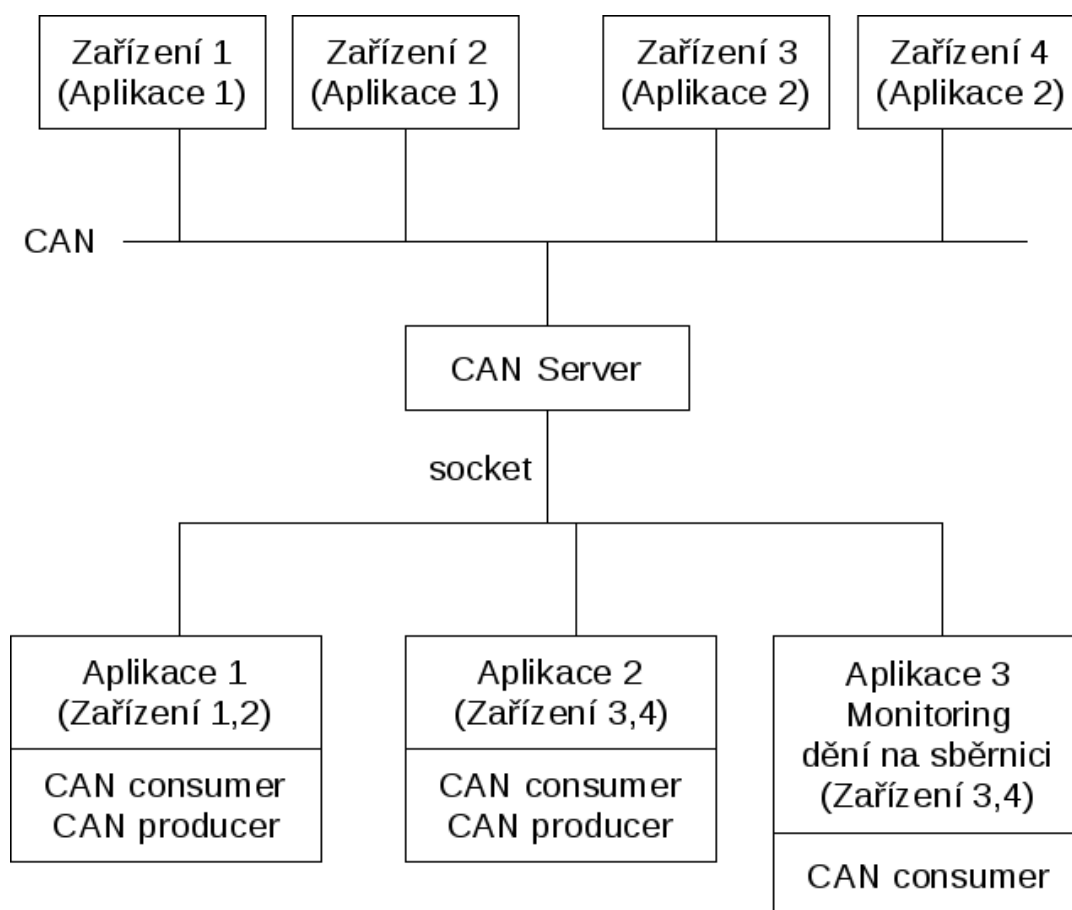 Zařízení 1
(Aplikace 1)
Zařízení 2
(Aplikace 1)
Zařízení 3
(Aplikace 2)
Zařízení 4
(Aplikace 2)
CAN
CAN Server
socket
Aplikace 1
(Zařízení 1,2)
CAN consumer
CAN producer
Aplikace 2
(Zařízení 3,4)
CAN consumer
CAN producer
Aplikace 3
Monitoring
dění na sběrnici
(Zařízení 3,4)
CAN consumer